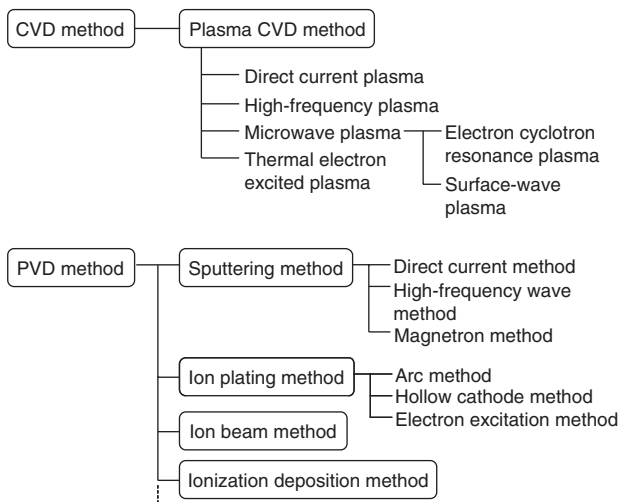 CVD method
Plasma CVD method
Direct current plasma
High-frequency plasma
Microwave plasma
Electron cyclotron
resonance plasma
Thermal electron
excited plasma
Surface-wave
plasma
PVD method
Sputtering method
Direct current method
High-frequency wave
method
Magnetron method
Ion plating method
Arc method
Hollow cathode method
Electron excitation method
Ion beam method
Ionization deposition method